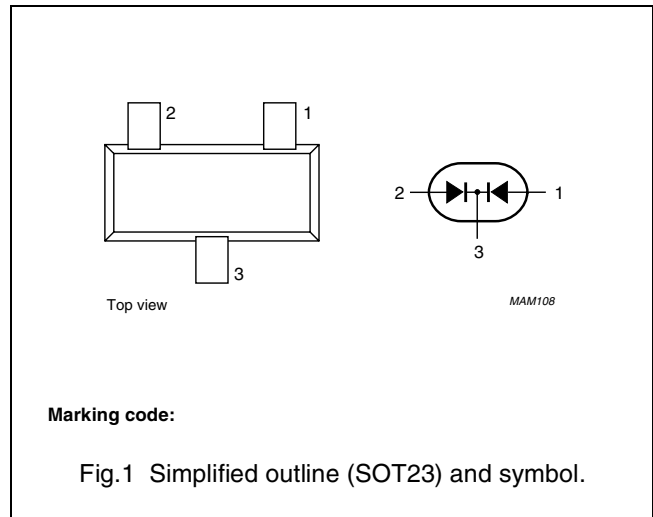 2
1
3
Top view
2
1
3
MAM108
Marking code:
Fig.1 Simplified outline (SOT23) and symbol.